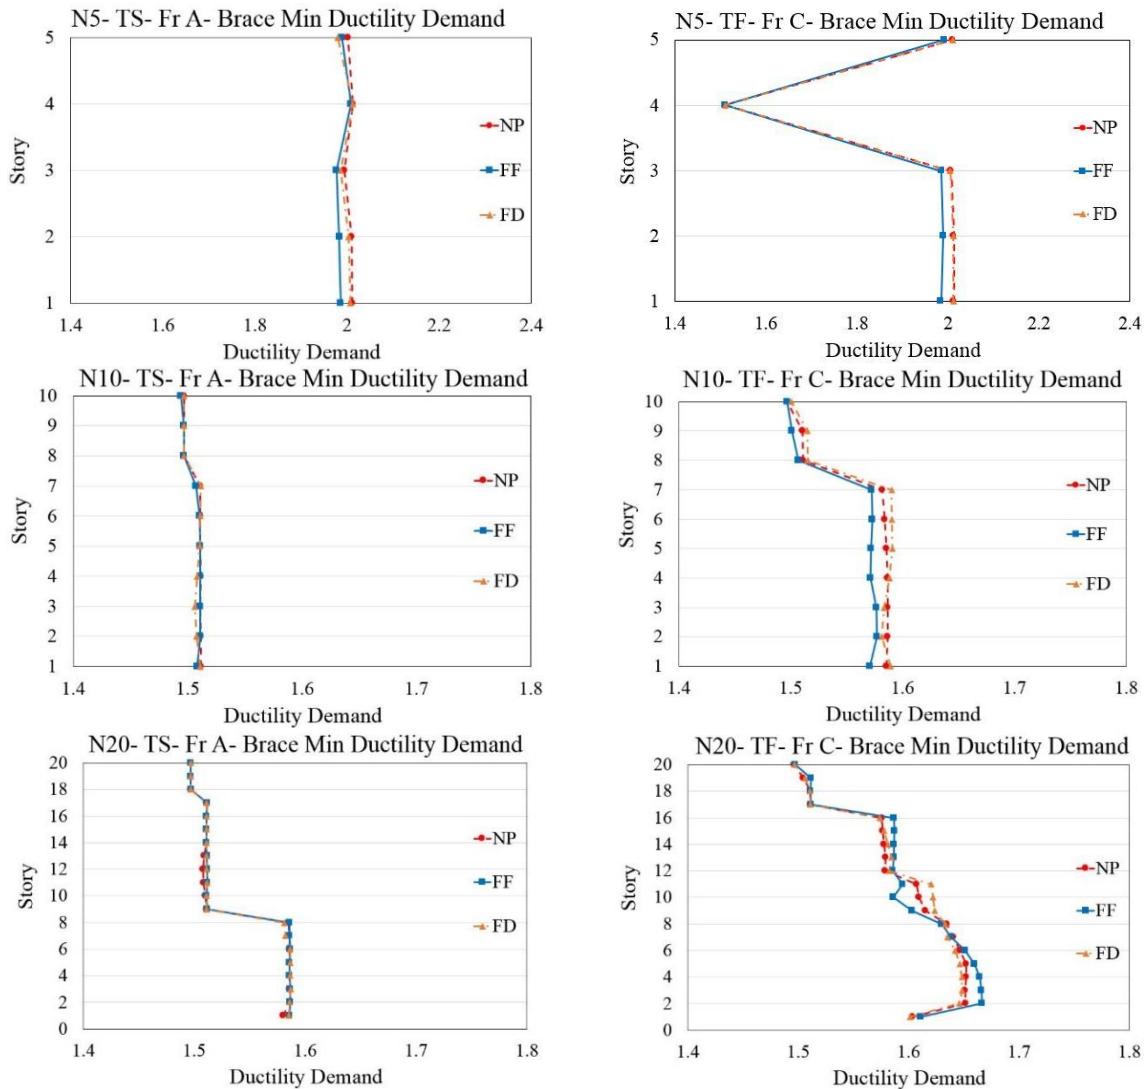 N5- TS- Fr A- Brace Min Ductility Demand
5
4
3
2
1
Story
NP
FF
FD
1.4 1.6 1.8 2 2.2 2.4
Ductility Demand
N5- TF- Fr C- Brace Min Ductility Demand
5
4
3
2
1
Story
NP
FF
FD
1.4 1.6 1.8 2 2.2 2.4
Ductility Demand
N10- TS- Fr A- Brace Min Ductility Demand
10
9
8
7
6
5
4
3
2
1
Story
NP
FF
FD
1.4 1.5 1.6 1.7 1.8
Ductility Demand
N10- TF- Fr C- Brace Min Ductility Demand
10
9
8
7
6
5
4
3
2
1
Story
NP
FF
FD
1.4 1.5 1.6 1.7 1.8
Ductility Demand
N20- TS- Fr A- Brace Min Ductility Demand
20
18
16
14
12
10
8
6
4
2
0
Story
NP
FF
FD
1.4 1.5 1.6 1.7 1.8
Ductility Demand
N20- TF- Fr C- Brace Min Ductility Demand
20
18
16
14
12
10
8
6
4
2
0
Story
NP
FF
FD
1.4 1.5 1.6 1.7 1.8
Ductility Demand